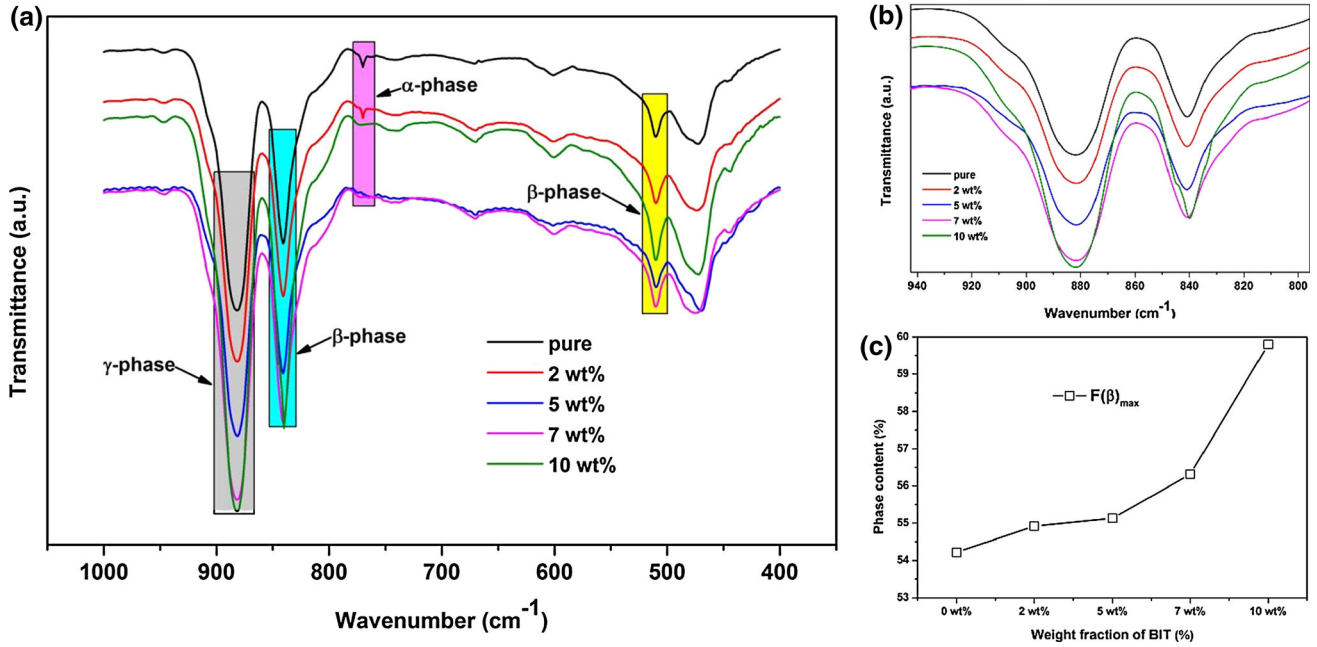 (a)
Transmittance (a.u.)
α-phase
β-phase
β-phase
γ-phase
pure
2 wt%
5 wt%
7 wt%
10 wt%
1000 900 800 700 600 500 400
Wavenumber (cm-1)
(b)
Transmittance (a.u.)
pure
2 wt%
5 wt%
7 wt%
10 wt%
940 920 900 880 860 840 820 800
Wavenumber (cm-1)
(c)
Phase content (%)
60
59
58
57
56
55
54
53
F(β)max
0 wt% 2 wt% 5 wt% 7 wt% 10 wt%
Weight fraction of BIT (%)